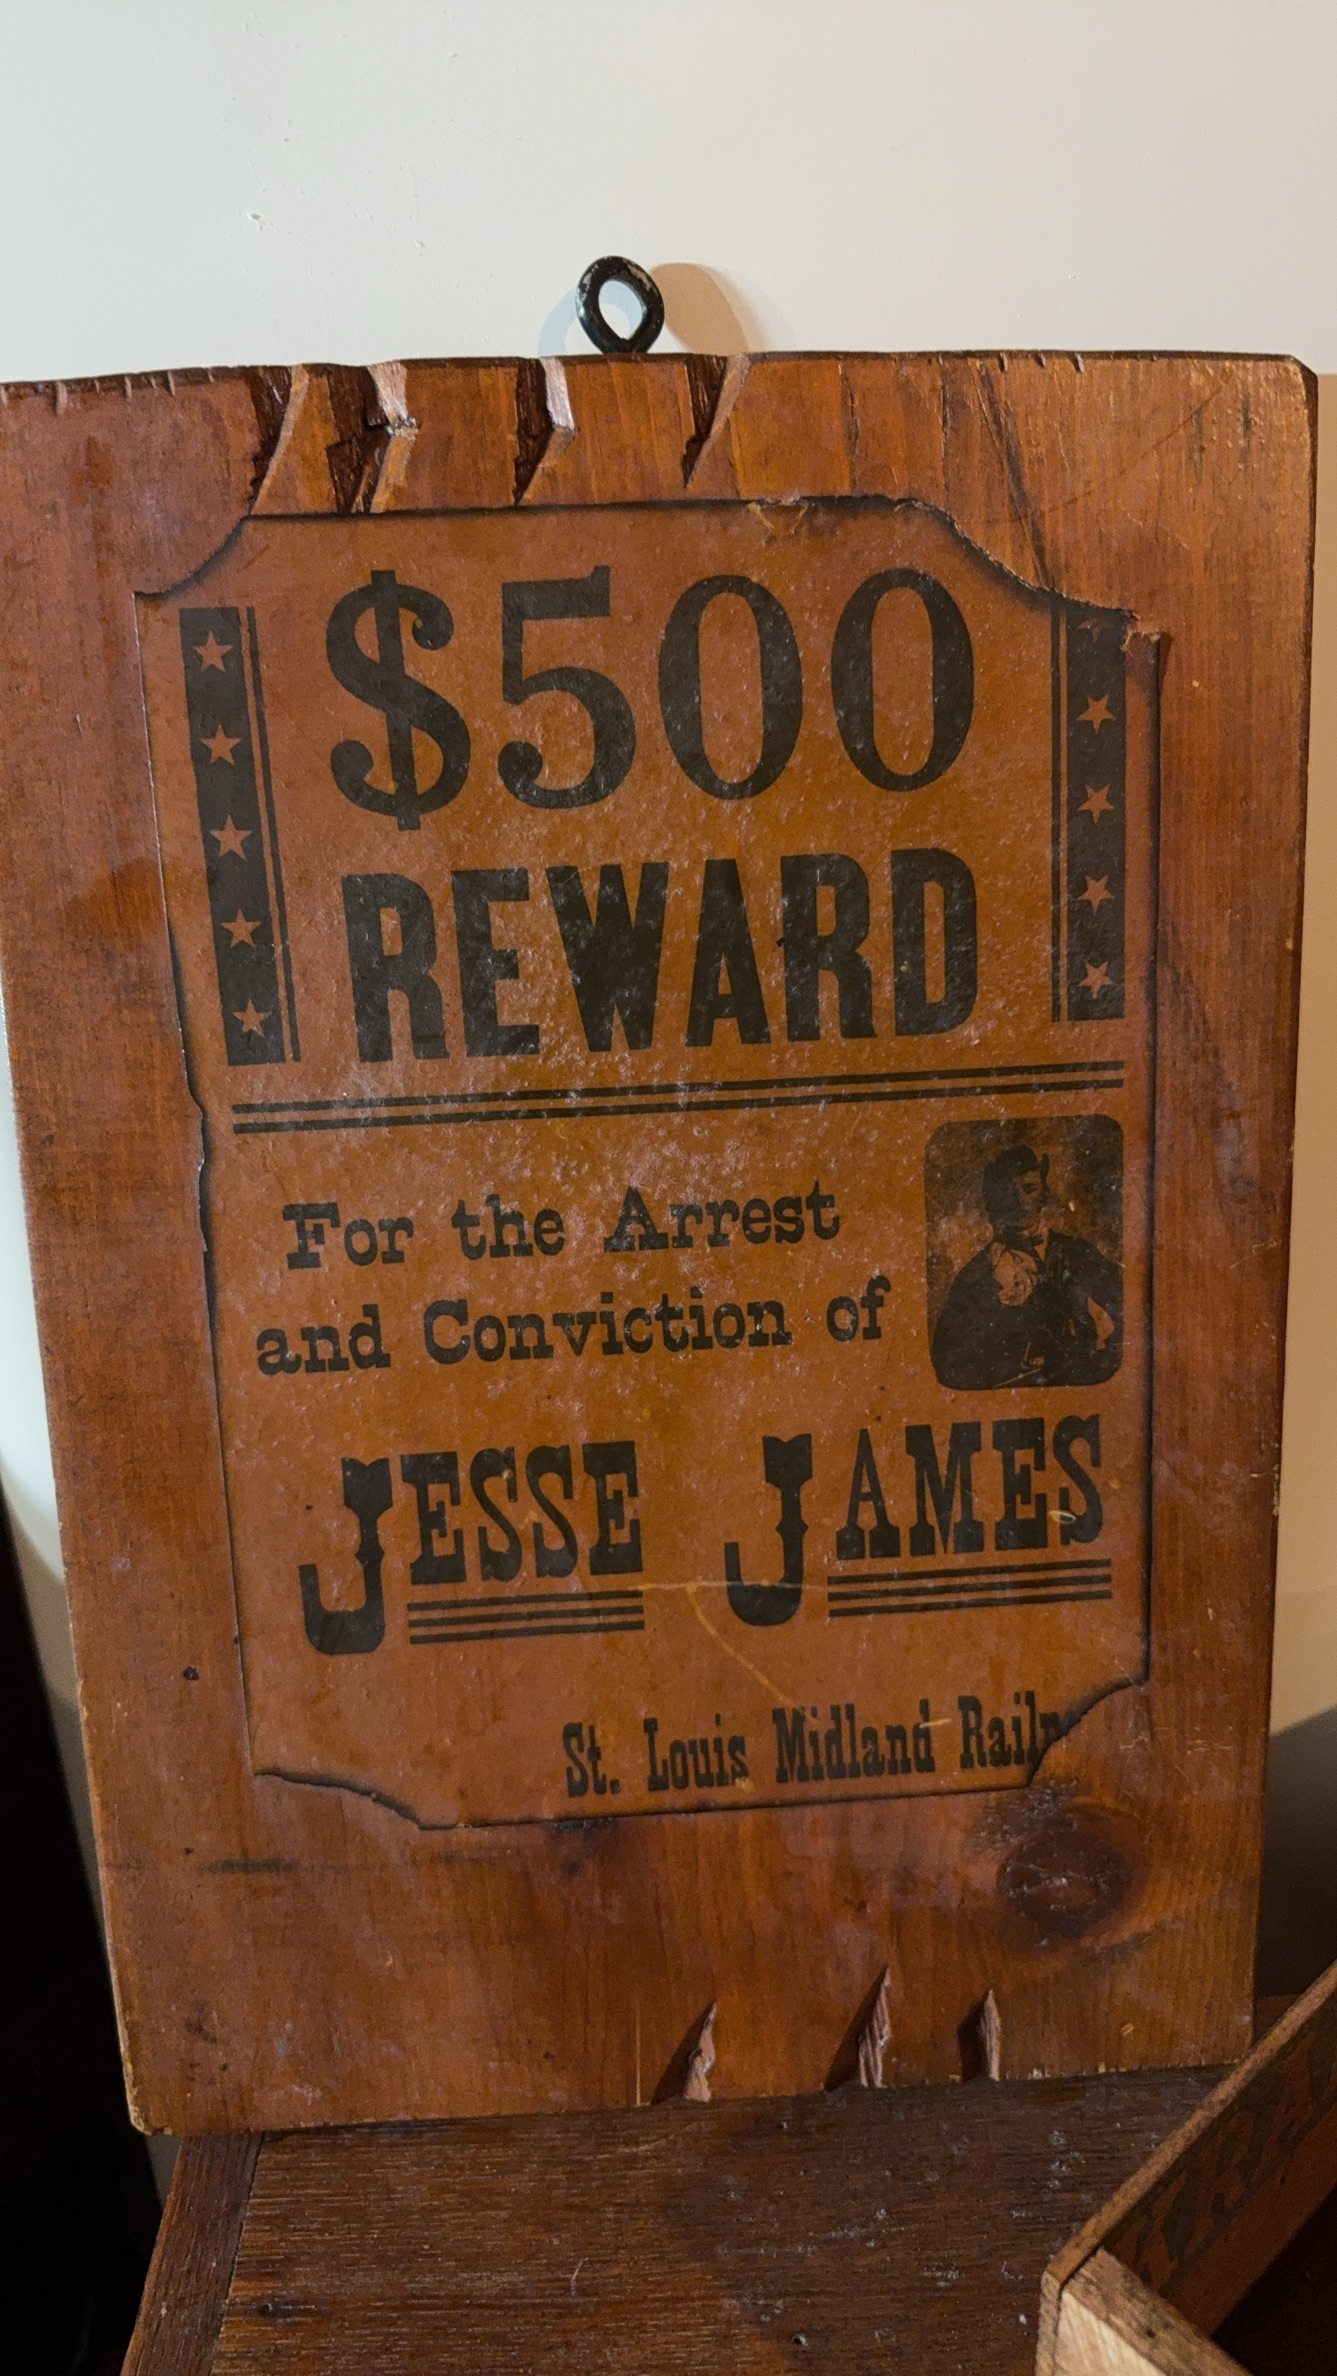 $500
REWARD
For the Arrest
and Conviction of
JESSE JAMES
St. Louis Midland